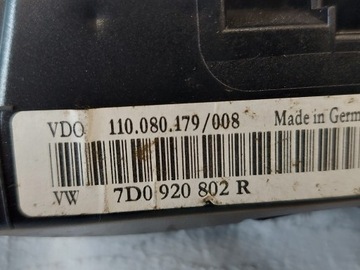 VDO 110.080.179/008 Made in Germ
VW 7D0 920 802 R